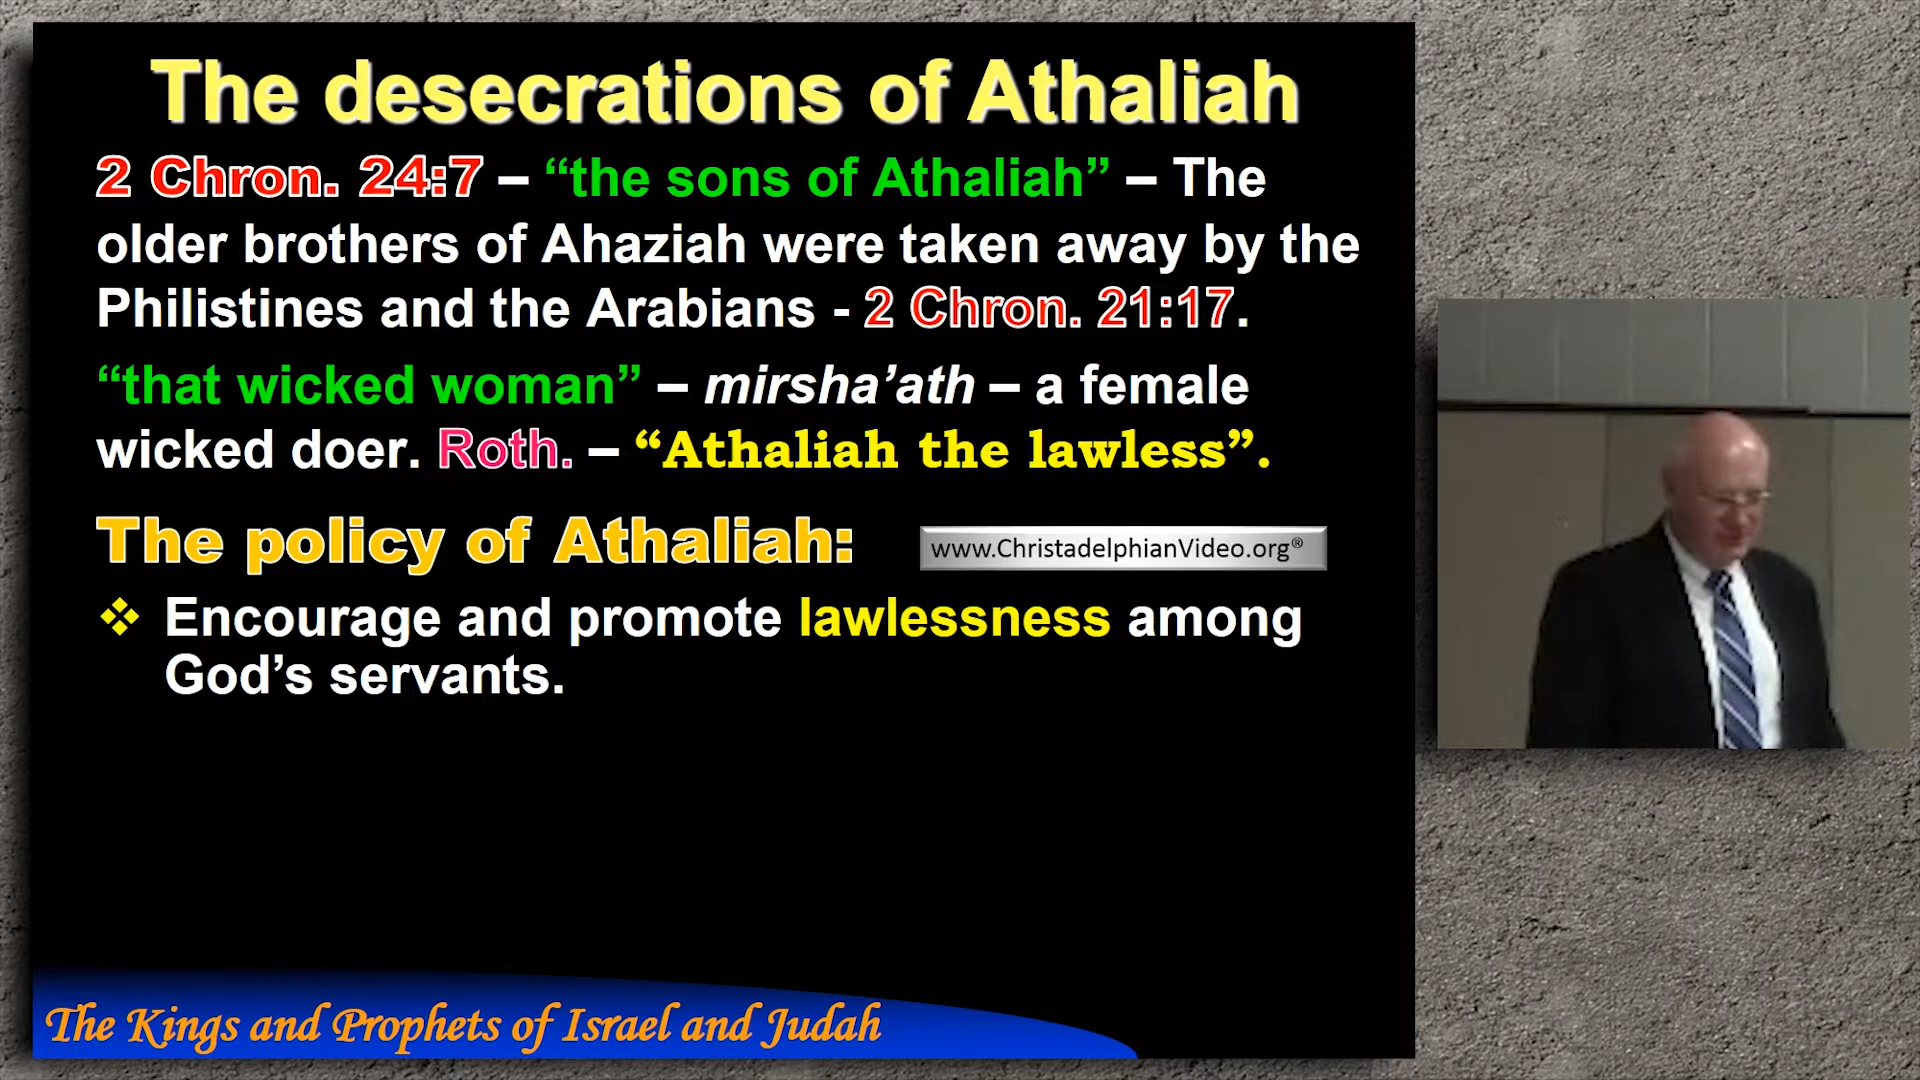 The desecrations of Athaliah
2 Chron. 24:7 – “the sons of Athaliah” – The
older brothers of Ahaziah were taken away by the
Philistines and the Arabians - 2 Chron. 21:17.
“that wicked woman” – mirsha’ath – a female
wicked doer. Roth. – “Athaliah the lawless”.
The policy of Athaliah:
www.ChristadelphianVideo.org®
❖ Encourage and promote lawlessness among
God’s servants.
The Kings and Prophets of Israel and Judah